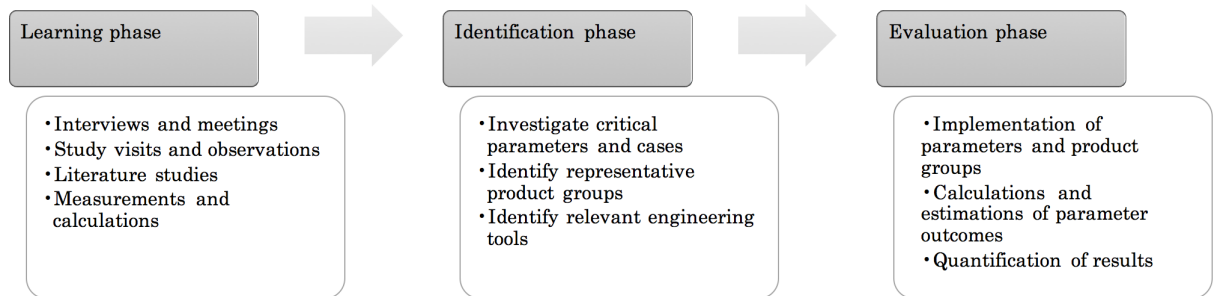 Learning phase
• Interviews and meetings
• Study visits and observations
• Literature studies
• Measurements and
calculations
Identification phase
• Investigate critical
parameters and cases
• Identify representative
product groups
• Identify relevant engineering
tools
Evaluation phase
• Implementation of
parameters and product
groups
• Calculations and
estimations of parameter
outcomes
• Quantification of results